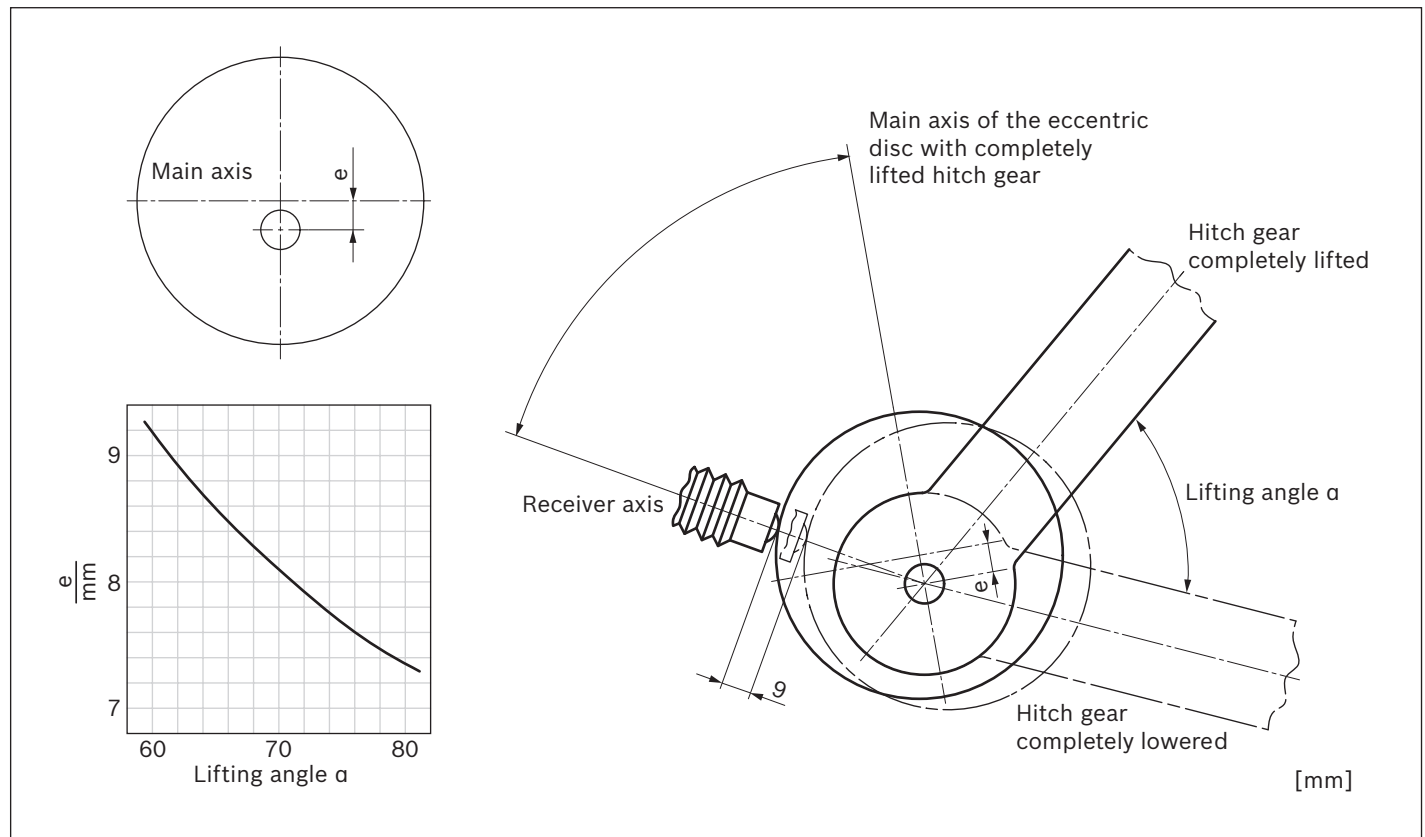 Main axis
e
Main axis of the eccentric
disc with completely
lifted hitch gear
Hitch gear
completely lifted
Receiver axis
Lifting angle α
e
9
Hitch gear
completely lowered
[mm]
9
8
7
e
mm
60 70 80
Lifting angle α